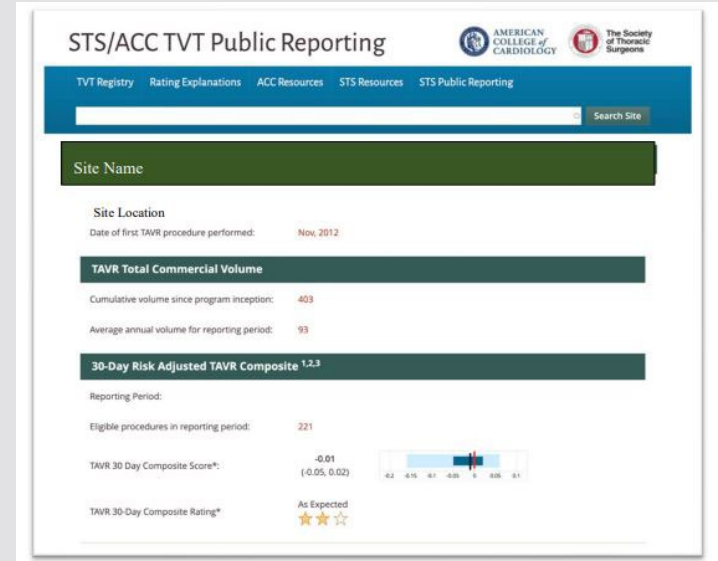 STS/ACC TVT Public Reporting
AMERICAN
COLLEGE of
CARDIOLOGY
The Society
of Thoracic
Surgeons
TVT Registry Rating Explanations ACC Resources STS Resources STS Public Reporting
Search Site
Site Name
Site Location
Date of first TAVR procedure performed: Nov, 2012
TAVR Total Commercial Volume
Cumulative volume since program inception: 403
Average annual volume for reporting period: 93
30-Day Risk Adjusted TAVR Composite 1,2,3
Reporting Period:
Eligible procedures in reporting period: 221
TAVR 30 Day Composite Score*: -0.01
(-0.05, 0.02)
-0.2 -0.15 -0.1 -0.05 0 0.05 0.1
TAVR 30-Day Composite Rating* As Expected